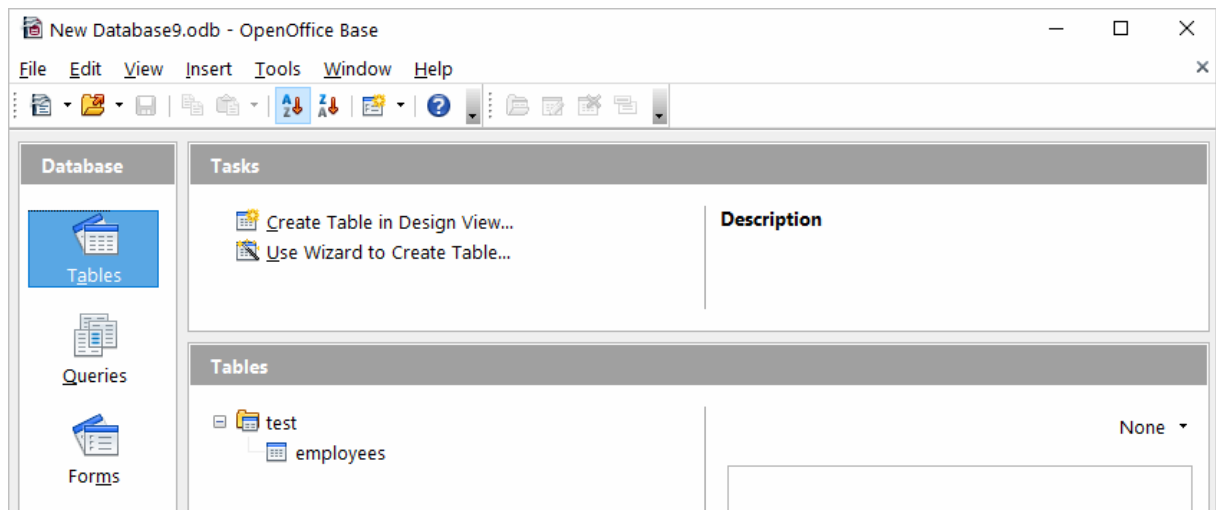 New Database9.odb - OpenOffice Base
File Edit View Insert Tools Window Help
Database
Tasks
Create Table in Design View...
Use Wizard to Create Table...
Description
Tables
Queries
Forms
Tables
test
employees
None